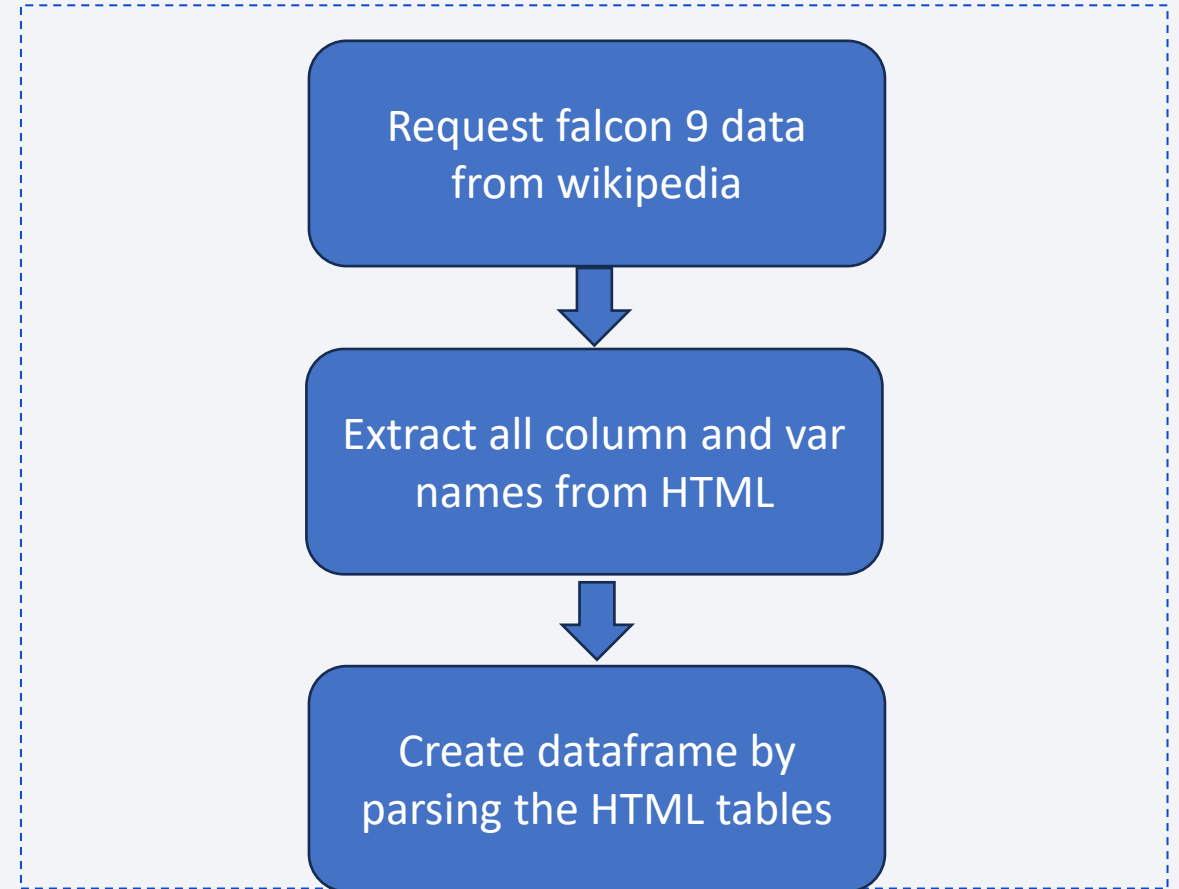 Request falcon 9 data
from wikipedia
Extract all column and var
names from HTML
Create dataframe by
parsing the HTML tables